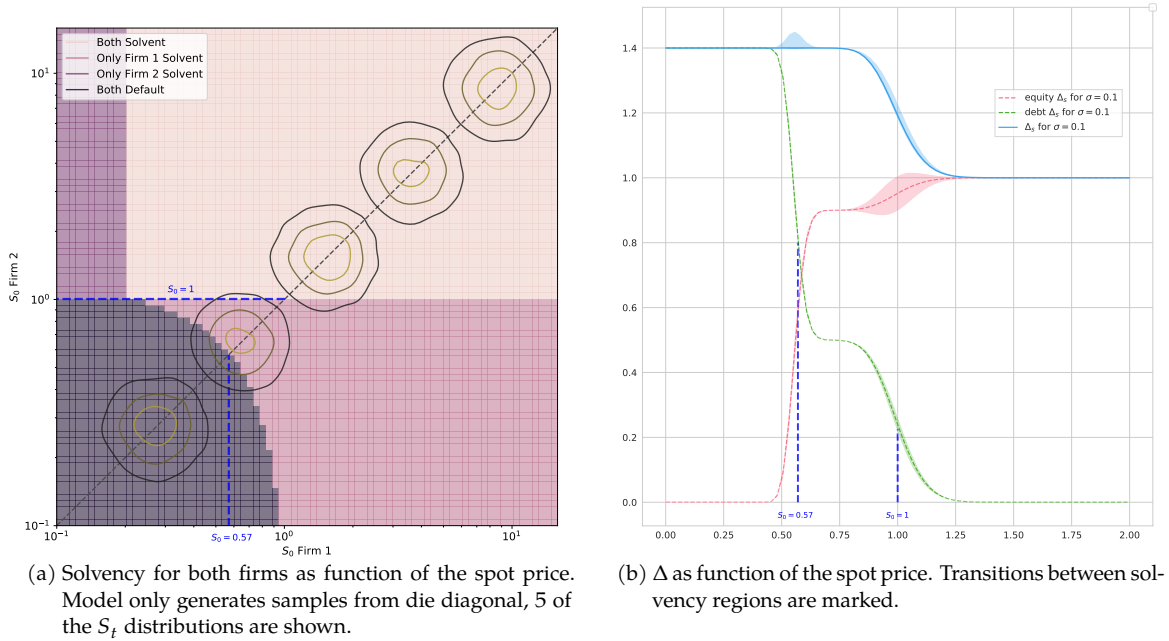 Both Solvent
Only Firm 1 Solvent
Only Firm 2 Solvent
Both Default
10¹
10⁰
10⁻¹
S₀ Firm 2
S₀ = 1
10⁻¹
10⁰
10¹
S₀ = 0.57
S₀ Firm 1
(a) Solvency for both firms as function of the spot price.
Model only generates samples from die diagonal, 5 of
the Sₜ distributions are shown.
1.4
1.2
1.0
0.8
0.6
0.4
0.2
0.0
equity Δₛ for σ = 0.1
debt Δₛ for σ = 0.1
Δₛ for σ = 0.1
S₀ = 0.57
S₀ = 1
0.00 0.25 0.50 0.75 1.00 1.25 1.50 1.75 2.00
(b) Δ as function of the spot price. Transitions between sol-
vency regions are marked.